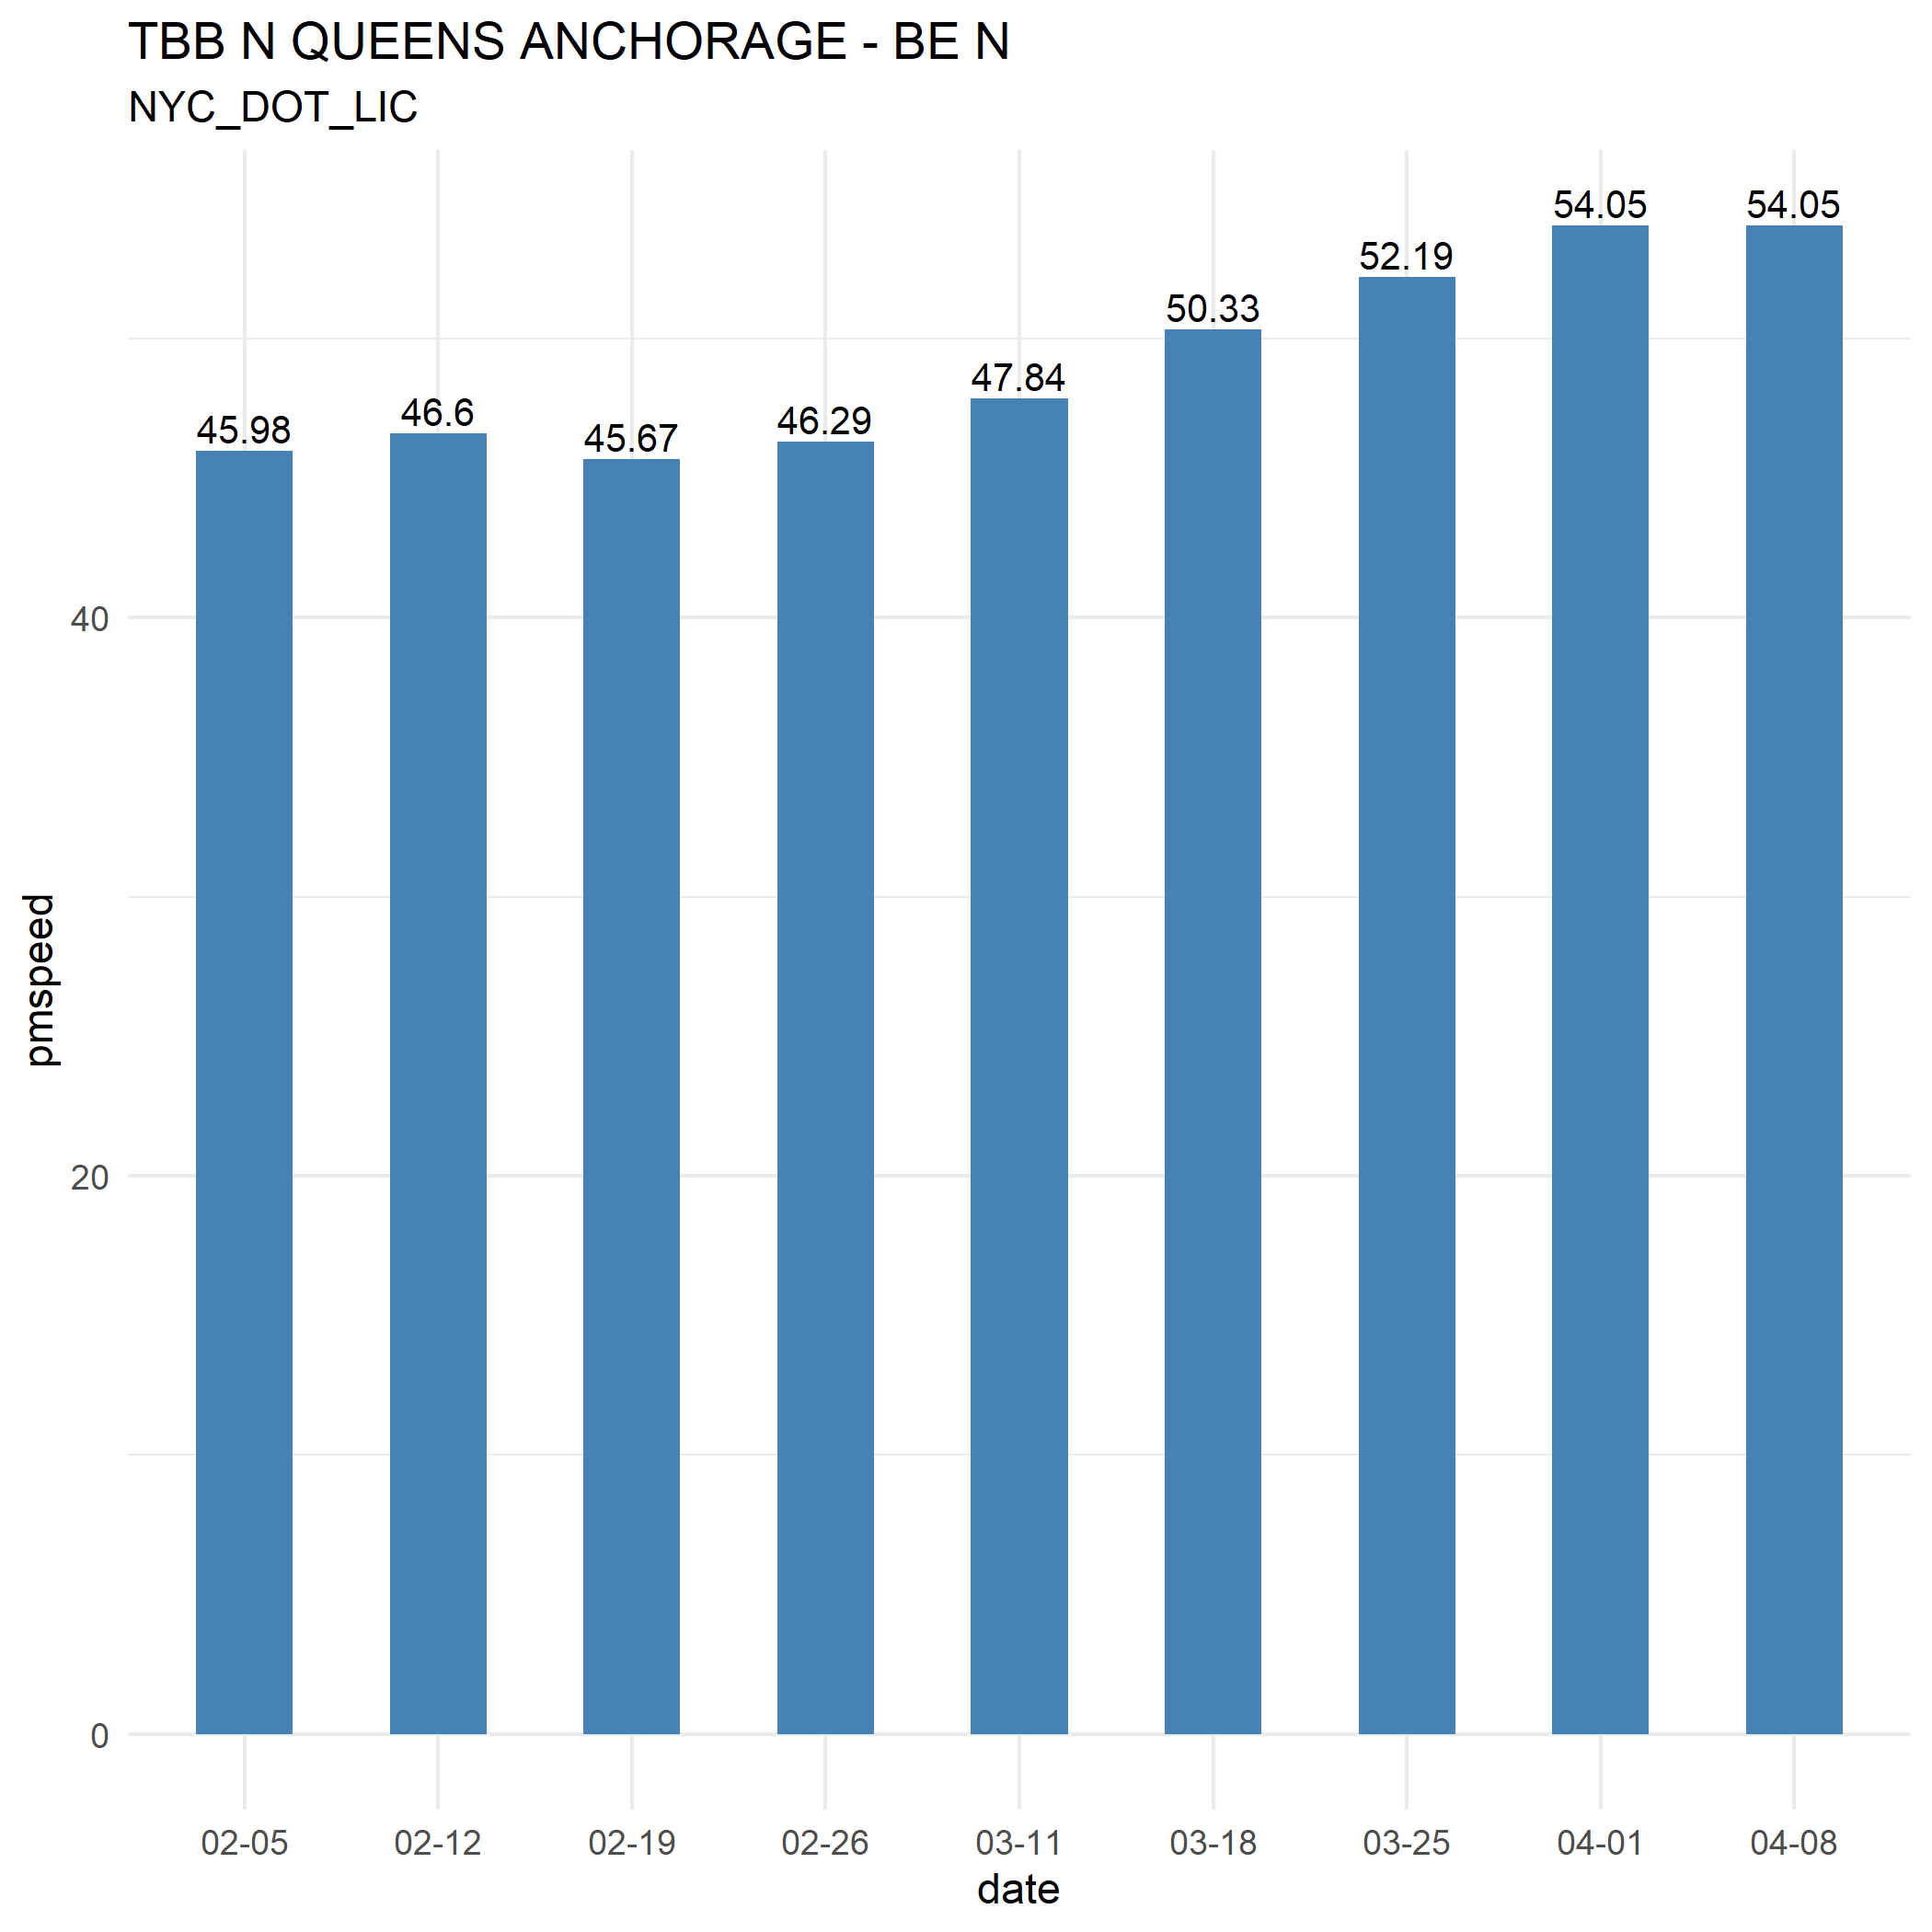 TBB N QUEENS ANCHORAGE - BE N
NYC_DOT_LIC
45.98
46.6
45.67
46.29
47.84
50.33
52.19
54.05
54.05
40
20
0
pmspeed
02-05 02-12 02-19 02-26 03-11 03-18 03-25 04-01 04-08
date